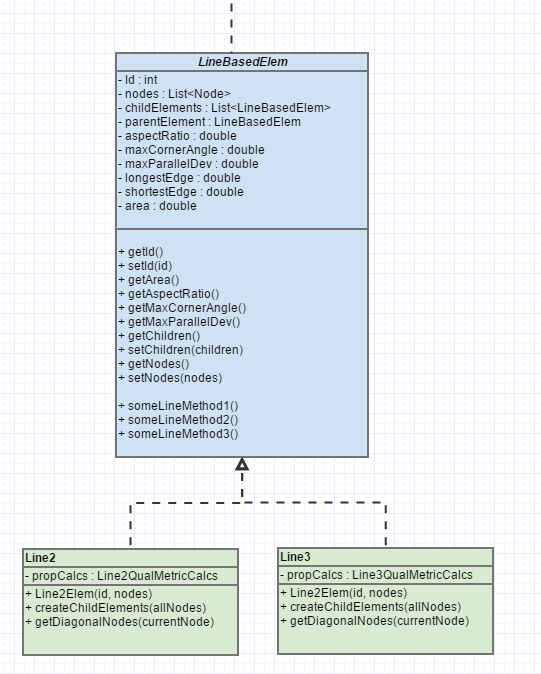 LineBasedElem
- Id : int
- nodes : List<Node>
- childElements : List<LineBasedElem>
- parentElement : LineBasedElem
- aspectRatio : double
- maxCornerAngle : double
- maxParallelDev : double
- longestEdge : double
- shortestEdge : double
- area : double
+ getId()
+ setId(id)
+ getArea()
+ getAspectRatio()
+ getMaxCornerAngle()
+ getMaxParallelDev()
+ getChildren()
+ setChildren(children)
+ getNodes()
+ setNodes(nodes)
+ someLineMethod1()
+ someLineMethod2()
+ someLineMethod3()
Line2
- propCalcs : Line2QualMetricCalcs
+ Line2Elem(id, nodes)
+ createChildElements(allNodes)
+ getDiagonalNodes(currentNode)
Line3
- propCalcs : Line3QualMetricCalcs
+ Line2Elem(id, nodes)
+ createChildElements(allNodes)
+ getDiagonalNodes(currentNode)